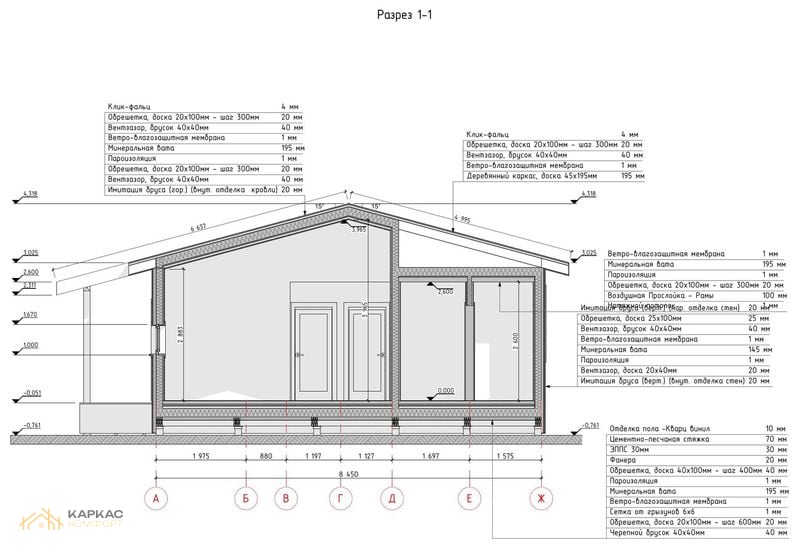 Разрез 1-1
Клик-фальц 4 мм
Обрешетка, доска 20х100мм - шаг 300мм 20 мм
Вентзазор, брусок 40х40мм 40 мм
Ветро-влагозащитная мембрана 1 мм
Минеральная вата 195 мм
Пароизоляция 1 мм
Обрешетка, доска 20х100мм - шаг 300мм 20 мм
Вентзазор, брусок 40х40мм 40 мм
Имитация бруса (гор.) (внут. отделка кровли) 20 мм
Клик-фальц 4 мм
Обрешетка, доска 20х100мм - шаг 300мм 20 мм
Вентзазор, брусок 40х40мм 40 мм
Ветро-влагозащитная мембрана 1 мм
Деревянный каркас, доска 45х195мм 195 мм
4,318
4,318
6 637
15°
15°
4 995
3,965
3,025
3,025
2,600
2,311
1,670
1,000
-0,051
-0,761
-0,761
2 883
3 965
2,600
2 600
0,000
Ветро-влагозащитная мембрана 1 мм
Минеральная вата 195 мм
Пароизоляция 1 мм
Обрешетка, доска 20х100мм - шаг 300мм 20 мм
Воздушная Прослойка - Рамы 100 мм
Натяжной потолок 1 мм
Имитация бруса (верт.) (нар. отделка стен) 20 мм
Обрешетка, доска 25х100мм 25 мм
Вентзазор, брусок 40х40мм 40 мм
Ветро-влагозащитная мембрана 1 мм
Минеральная вата 145 мм
Пароизоляция 1 мм
Вентзазор, доска 20х40мм 20 мм
Имитация бруса (верт.) (внут. отделка стен) 20 мм
Отделка пола -Кварц винил 10 мм
Цементно-песчаная стяжка 70 мм
ЭППС 30мм 30 мм
Фанера 20 мм
Обрешетка, доска 40х100мм - шаг 400мм 40 мм
Пароизоляция 1 мм
Минеральная вата 195 мм
Ветро-влагозащитная мембрана 1 мм
Сетка от грызунов 6х6 1 мм
Обрешетка, доска 20х100мм - шаг 600мм 20 мм
Черепной брусок 40х40мм 40 мм
1 975
880
1 197
1 127
1 697
1 575
8 450
А
Б
В
Г
Д
Е
Ж
КАРКАС
КОМФОРТ